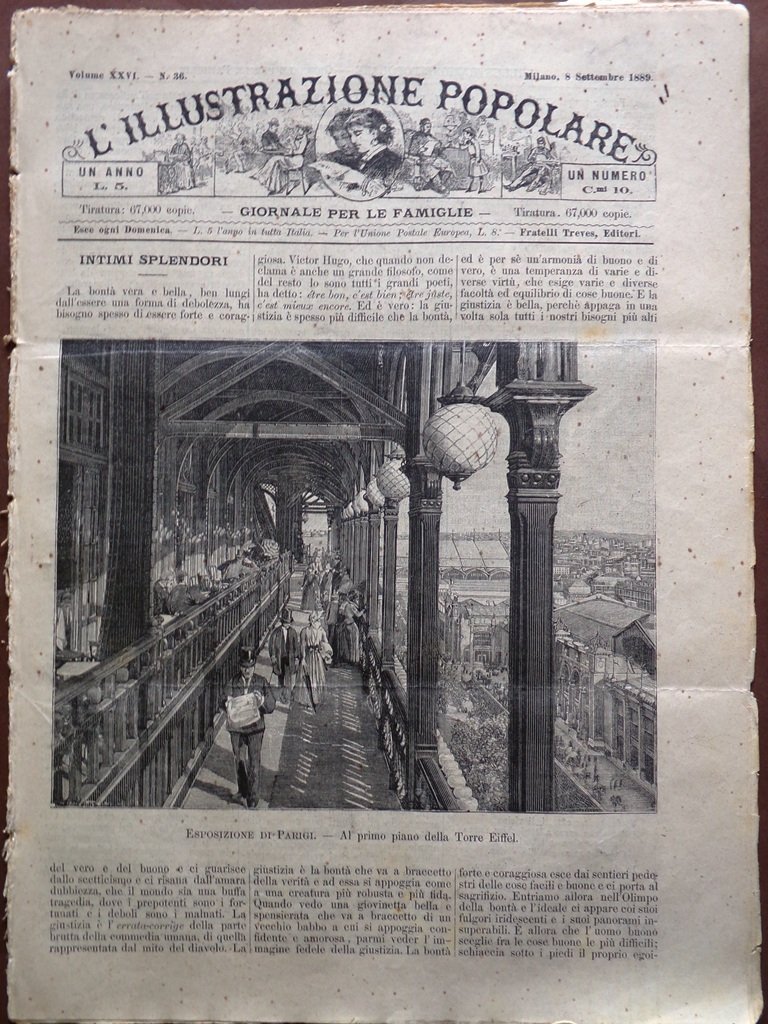 Volume XXVI. — N. 36.
Milano, 8 Settembre 1889.
L'ILLUSTRAZIONE POPOLARE
UN ANNO
L. 5.
UN NUMERO
C.mi 10.
Tiratura: 67,000 copie. — GIORNALE PER LE FAMIGLIE — Tiratura. 67,000 copie.
Esce ogni Domenica. — L. 5 l'anno in tutta Italia. — Per l'Unione Postale Europea, L. 8. — Fratelli Treves, Editori.
INTIMI SPLENDORI
La bontà vera e bella, ben lungi
dall'essere una forma di debolezza, ha
bisogno spesso di essere forte e corag-
giosa. Victor Hugo, che quando non de-
clama è anche un grande filosofo, come
del resto lo sono tutti i grandi poeti,
ha detto: être bon, c'est bien; être juste,
c'est mieux encore. Ed è vero: la giu-
stizia è spesso più difficile che la bontà,
ed è per sè un'armonia di buono e di
vero, è una temperanza di varie e di-
verse virtù, che esige varie e diverse
facoltà ed equilibrio di cose buone. E la
giustizia è bella, perchè appaga in una
volta sola tutti i nostri bisogni più alti
ESPOSIZIONE DI PARIGI. — Al primo piano della Torre Eiffel.
del vero e del buono e ci guarisce
dallo scetticismo e ci risana dall'amara
dubbiezza, che il mondo sia una buffa
tragedia, dove i prepotenti sono i for-
tunati e i deboli sono i malnati. La
giustizia è l'errata-corrige della parte
brutta della commedia umana, di quella
rappresentata dal mito del diavolo. La
giustizia è la bontà che va a braccetto
della verità e ad essa si appoggia come
a una creatura più robusta e più fida.
Quando vedo una giovinetta bella e
spensierata che va a braccetto di un
vecchio babbo a cui si appoggia con-
fidente e amorosa, parmi veder l'im-
magine fedele della giustizia. La bontà
forte e coraggiosa esce dai sentieri pede-
stri delle cose facili e buone e ci porta al
sagrifizio. Entriamo allora nell'Olimpo
della bontà e l'ideale ci appare coi suoi
fulgori iridescenti e i suoi panorami in-
superabili. È allora che l'uomo buono
sceglie fra le cose buone le più difficili;
schiaccia sotto i piedi il proprio egoi-